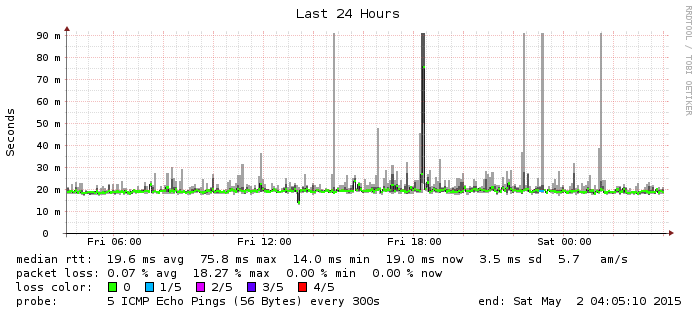 Last 24 Hours
RRDTOOL / TOBI OETIKER
Seconds
90 m
80 m
70 m
60 m
50 m
40 m
30 m
20 m
10 m
0
Fri 06:00 Fri 12:00 Fri 18:00 Sat 00:00
median rtt: 19.6 ms avg 75.8 ms max 14.0 ms min 19.0 ms now 3.5 ms sd 5.7 am/s
packet loss: 0.07 % avg 18.27 % max 0.00 % min 0.00 % now
loss color: 0 1/5 2/5 3/5 4/5
probe: 5 ICMP Echo Pings (56 Bytes) every 300s end: Sat May 2 04:05:10 2015